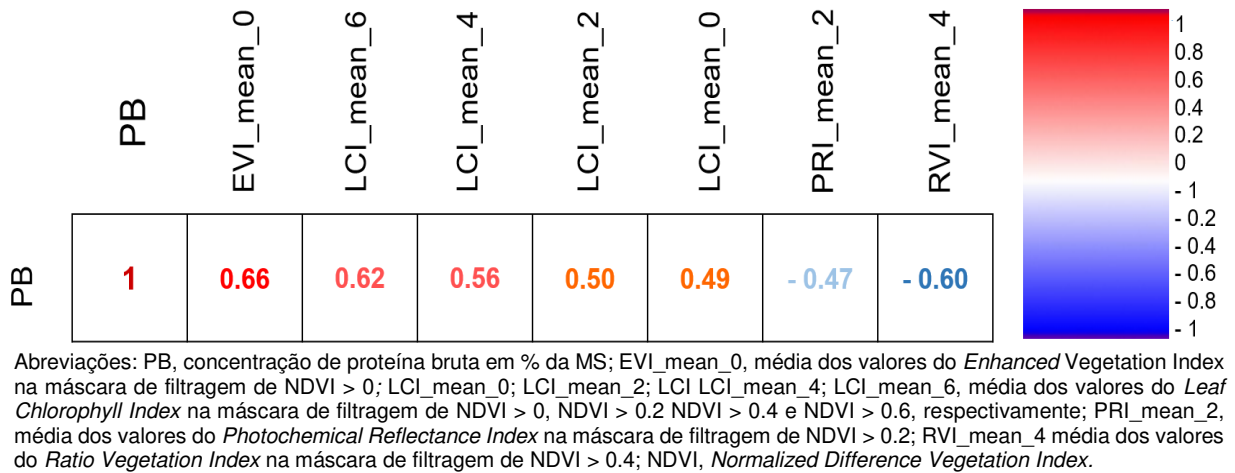 PB EVI_mean_0 LCI_mean_6 LCI_mean_4 LCI_mean_2 LCI_mean_0 PRI_mean_2 RVI_mean_4
PB 1 0.66 0.62 0.56 0.50 0.49 - 0.47 - 0.60
1
0.8
0.6
0.4
0.2
0
- 1
- 0.2
- 0.4
- 0.6
- 0.8
- 1
Abreviações: PB, concentração de proteína bruta em % da MS; EVI_mean_0, média dos valores do Enhanced Vegetation Index
na máscara de filtragem de NDVI > 0; LCI_mean_0; LCI_mean_2; LCI LCI_mean_4; LCI_mean_6, média dos valores do Leaf
Chlorophyll Index na máscara de filtragem de NDVI > 0, NDVI > 0.2 NDVI > 0.4 e NDVI > 0.6, respectivamente; PRI_mean_2,
média dos valores do Photochemical Reflectance Index na máscara de filtragem de NDVI > 0.2; RVI_mean_4 média dos valores
do Ratio Vegetation Index na máscara de filtragem de NDVI > 0.4; NDVI, Normalized Difference Vegetation Index.